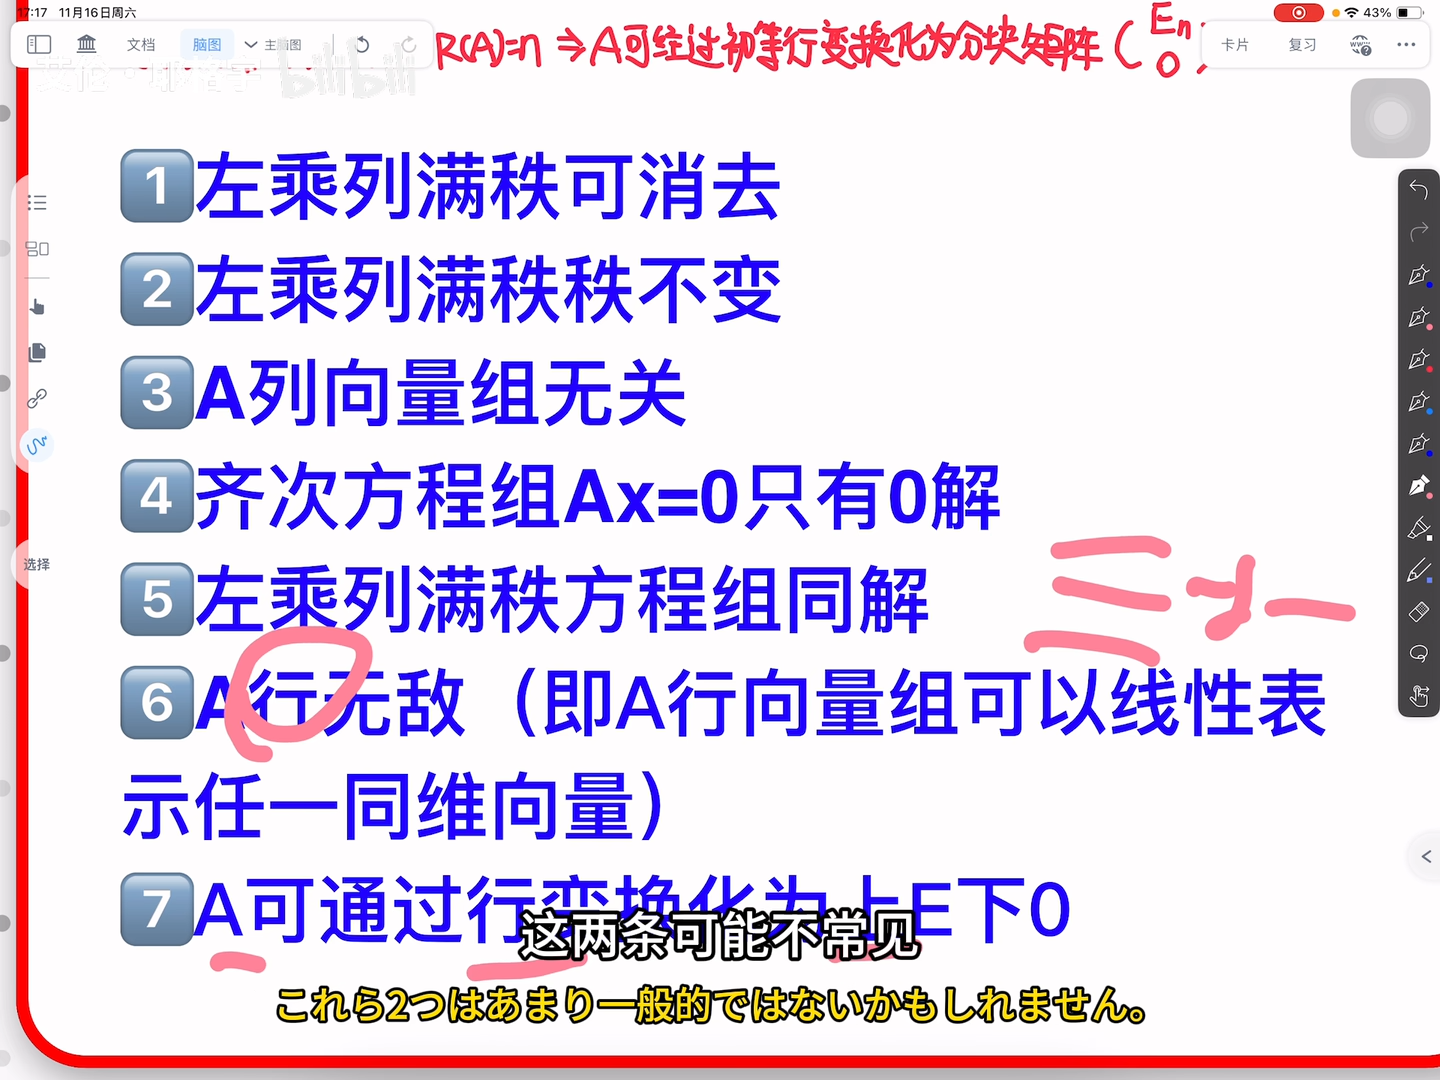 17:17 11月16日周六
43%
文档 脑图 主脑图
卡片 复习
R(A)=n ⇒ A可经过初等行变换化为分块矩阵 ( En
0
bilibili
1 左乘列满秩可消去
2 左乘列满秩秩不变
3 A列向量组无关
4 齐次方程组Ax=0只有0解
选择
5 左乘列满秩方程组同解
6 A行无敌（即A行向量组可以线性表
示任一同维向量）
7 A可通过行变换化为上E下0
这两条可能不常见
これら2つはあまり一般的ではないかもしれません。